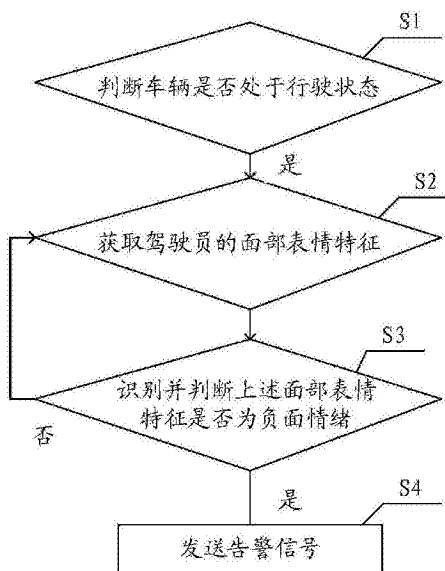 S1
判断车辆是否处于行驶状态
是
S2
获取驾驶员的面部表情特征
S3
识别并判断上述面部表情
特征是否为负面情绪
否
是
S4
发送告警信号